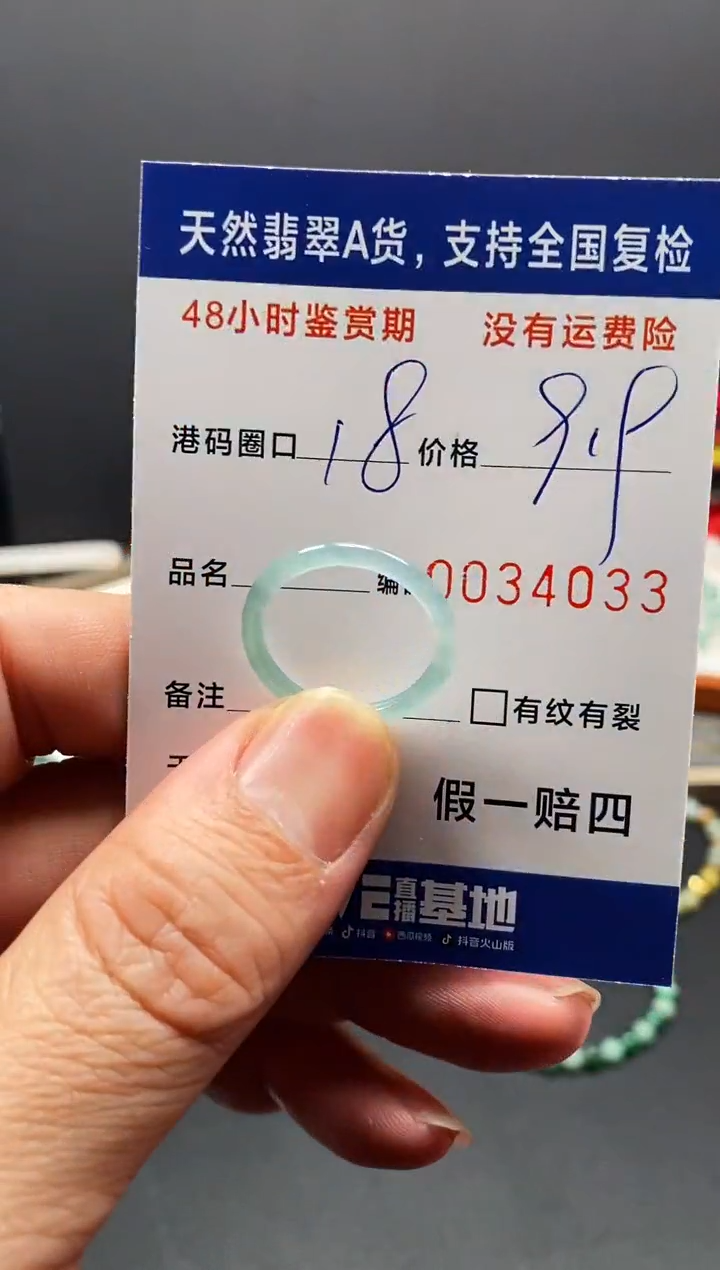 天然翡翠A货，支持全国复检
48小时鉴赏期 没有运费险
港码圈口 18 价格
品名 编 0034033
备注 □有纹有裂
假一赔四
直播基地
抖音 西瓜视频 抖音火山版